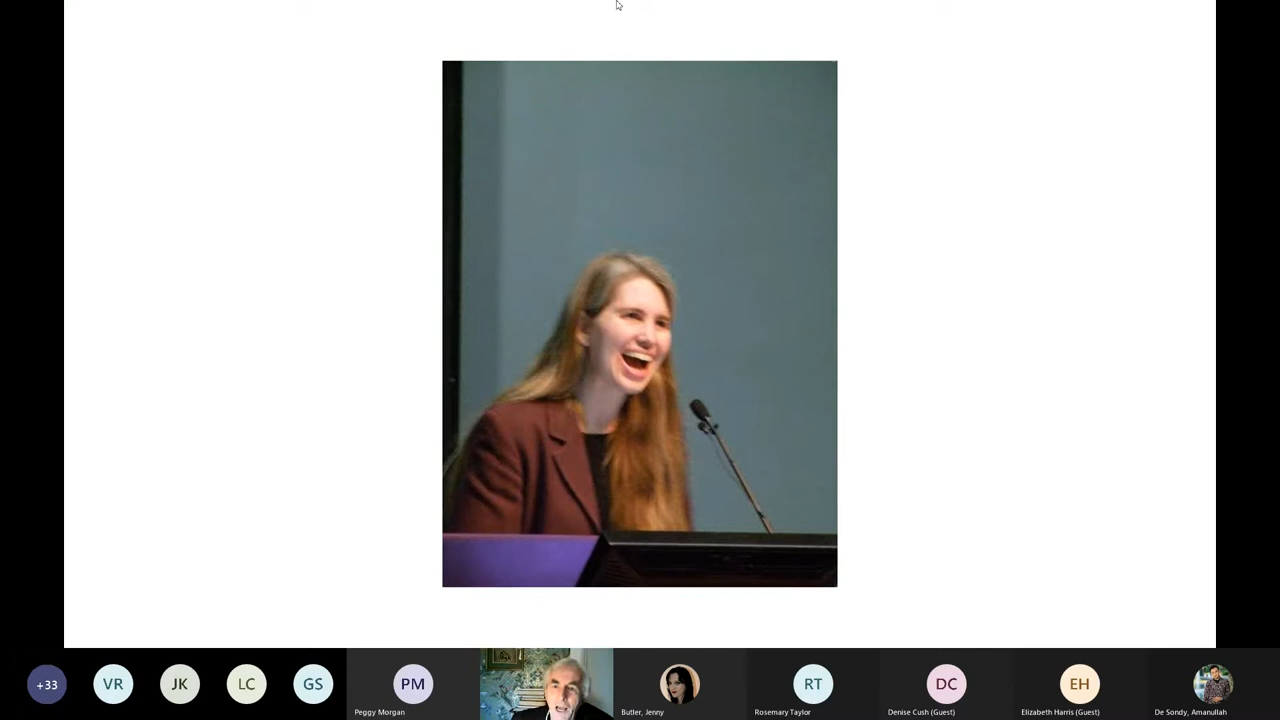 +33
VR
JK
LC
GS
PM
RT
DC
EH
Peggy Morgan
Butler, Jenny
Rosemary Taylor
Denise Cush (Guest)
Elizabeth Harris (Guest)
De Sondy, Amanullah